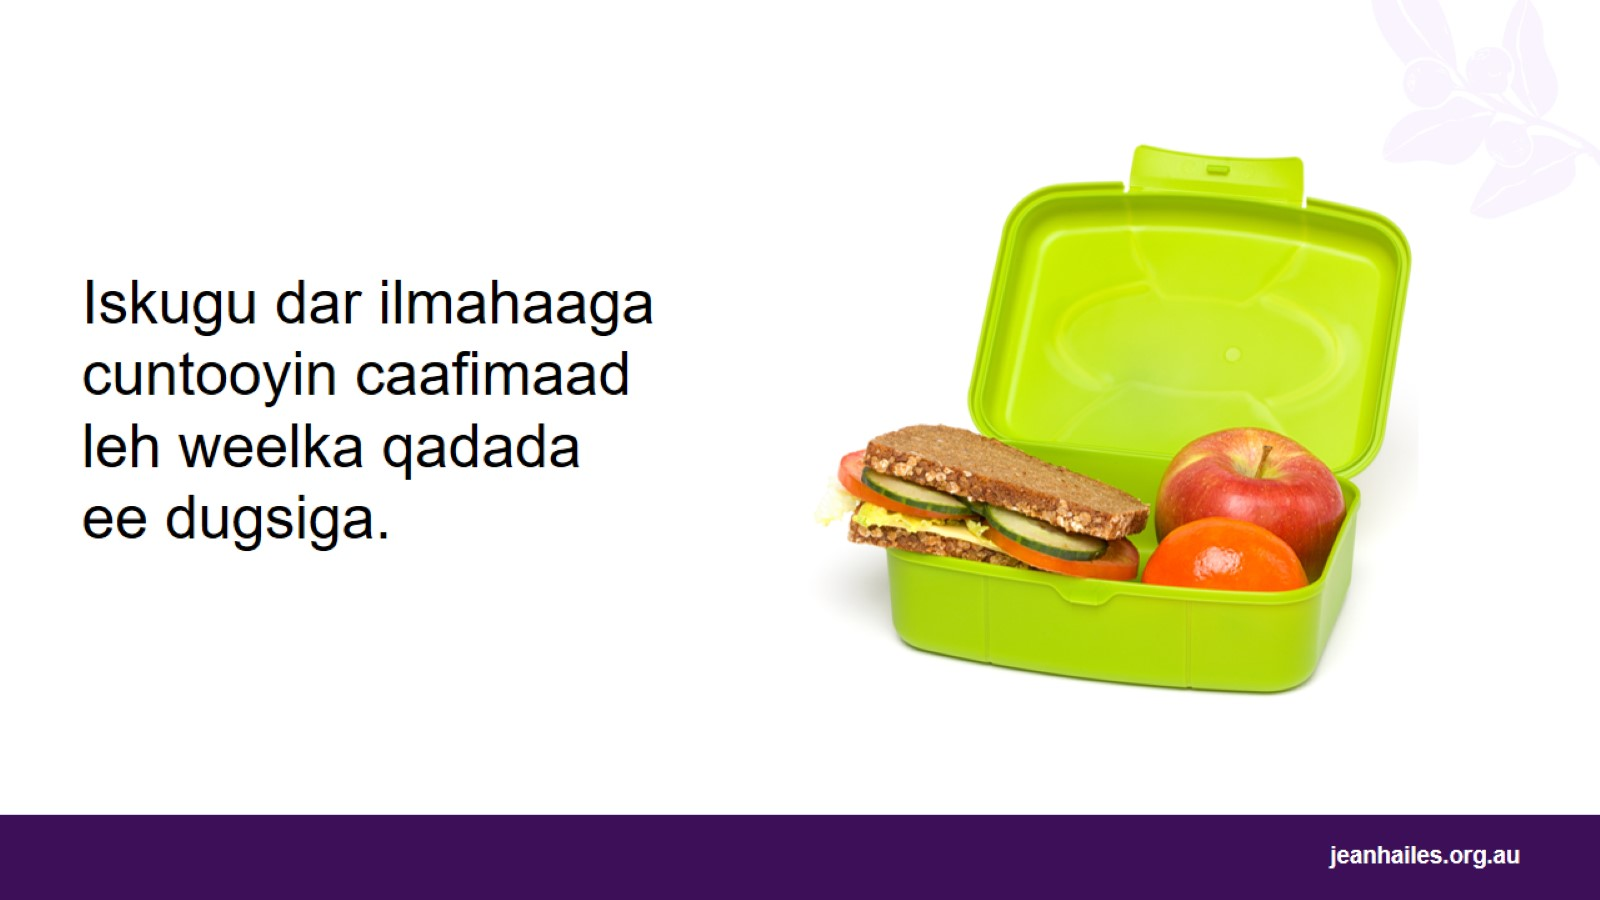 Iskugu dar ilmahaaga
cuntooyin caafimaad
leh weelka qadada
ee dugsiga.
jeanhailes.org.au